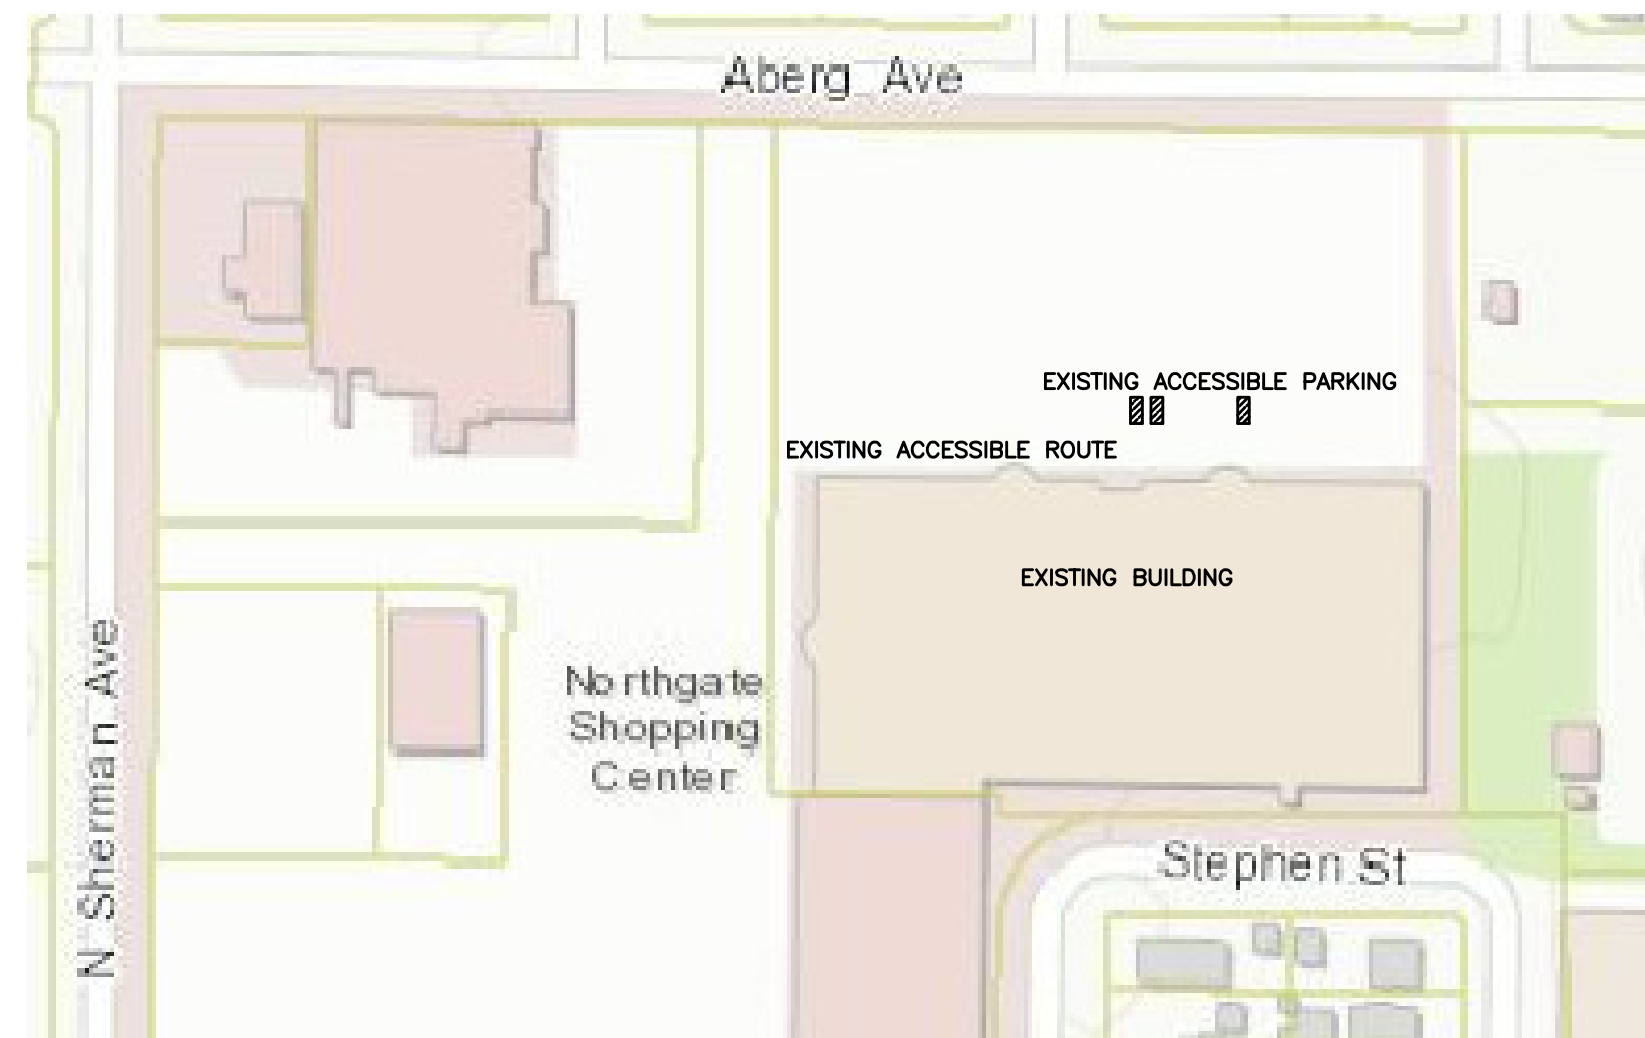 Aberg Ave
EXISTING ACCESSIBLE PARKING
EXISTING ACCESSIBLE ROUTE
EXISTING BUILDING
N Sherman Ave
Northgate
Shopping
Center
Stephen St